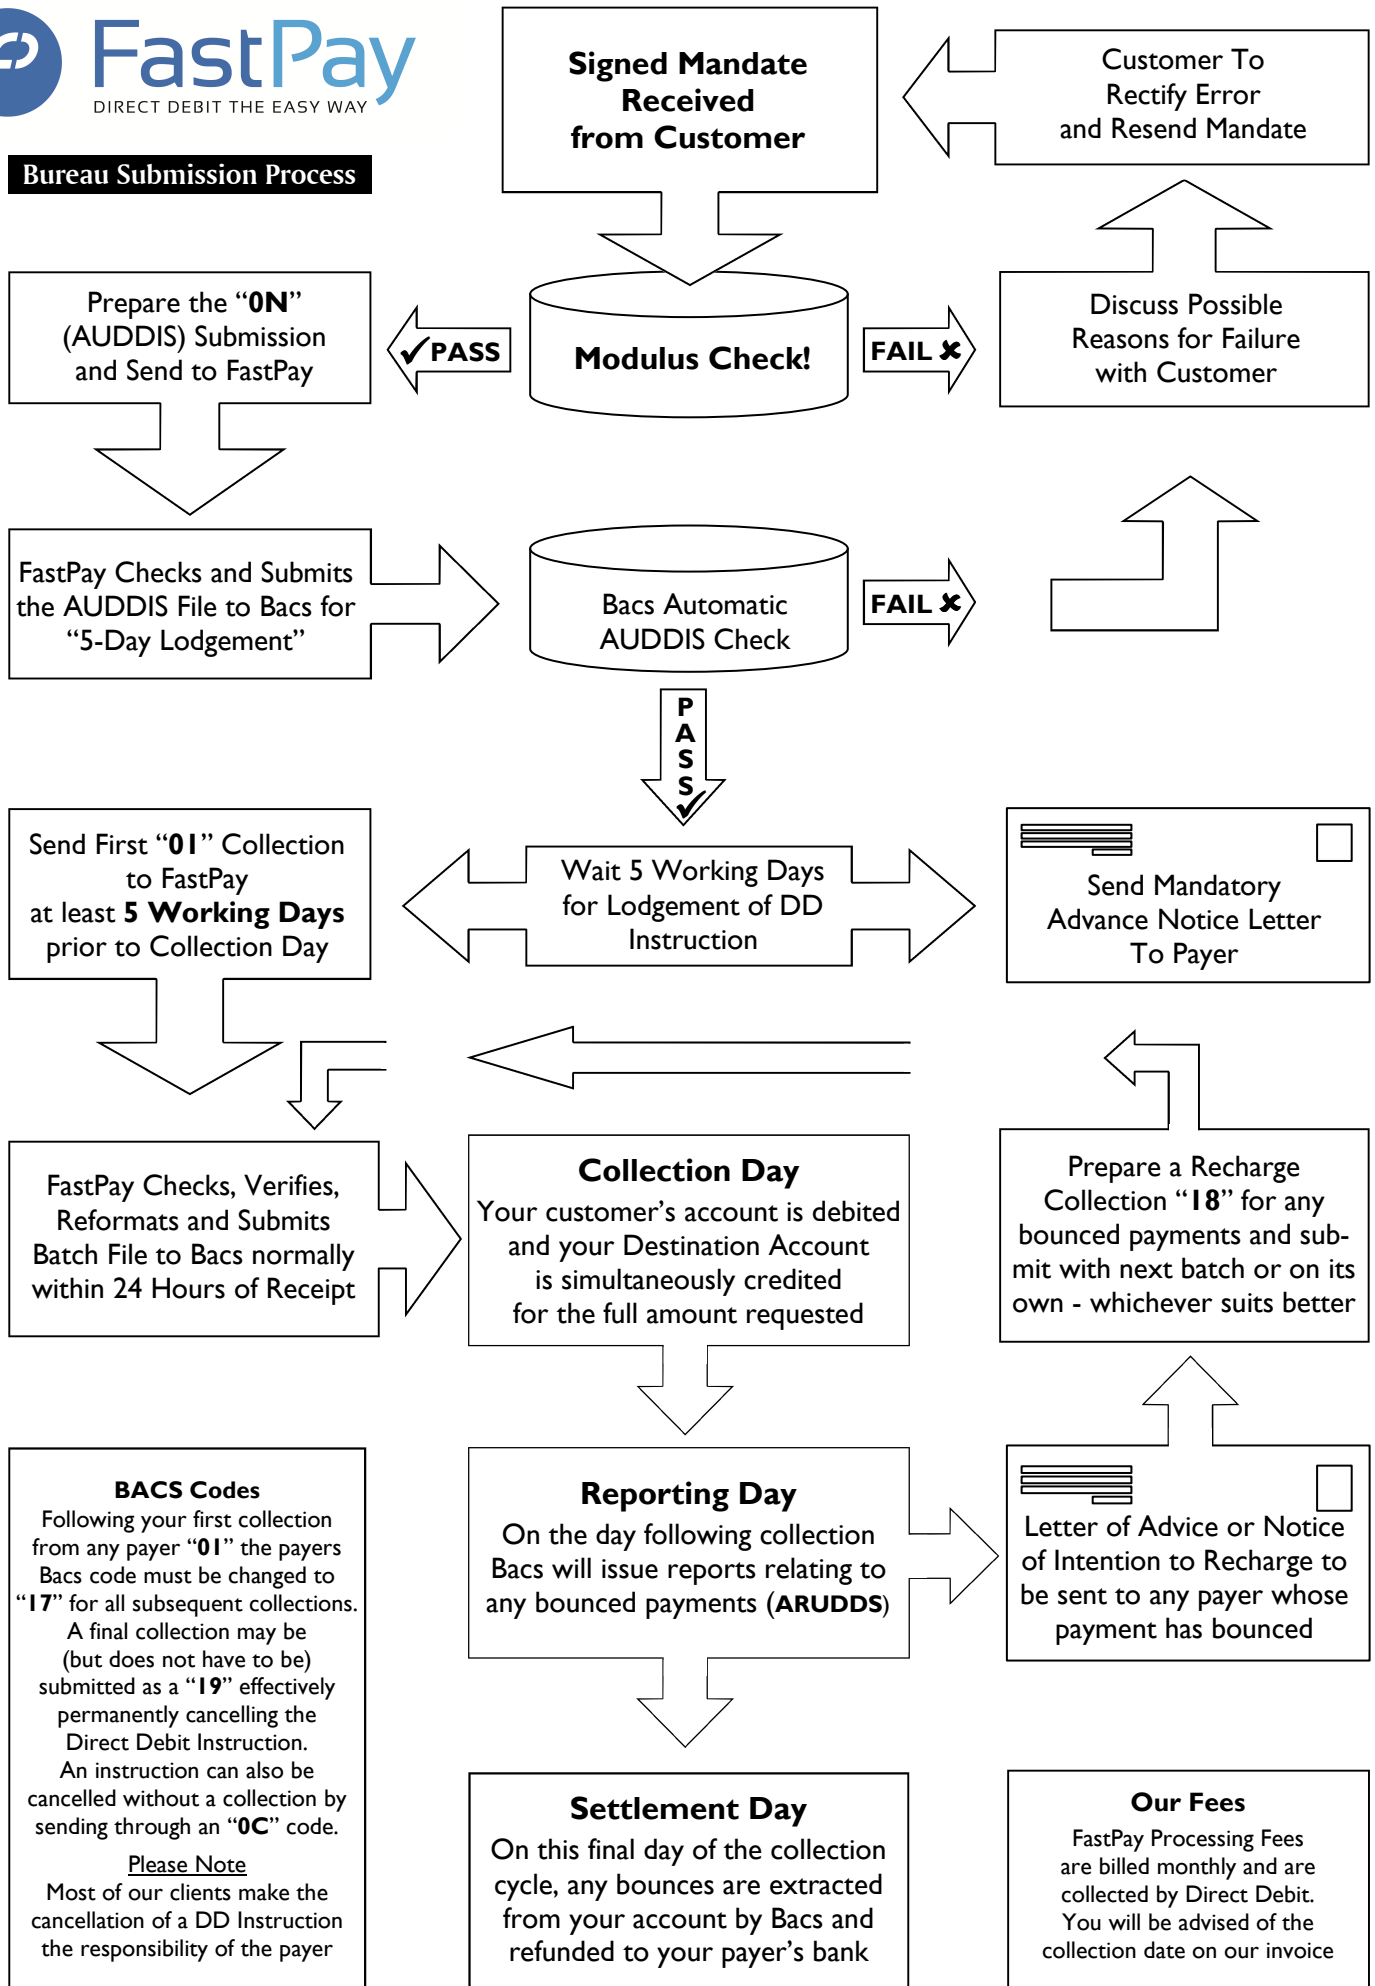 FastPay
DIRECT DEBIT THE EASY WAY
Bureau Submission Process
Signed Mandate
Received
from Customer
Customer To
Rectify Error
and Resend Mandate
Prepare the “0N”
(AUDDIS) Submission
and Send to FastPay
✓PASS
Modulus Check!
FAIL ✘
Discuss Possible
Reasons for Failure
with Customer
FastPay Checks and Submits
the AUDDIS File to Bacs for
“5-Day Lodgement”
Bacs Automatic
AUDDIS Check
FAIL ✘
P
A
S
S
✓
Send First “01” Collection
to FastPay
at least 5 Working Days
prior to Collection Day
Wait 5 Working Days
for Lodgement of DD
Instruction
Send Mandatory
Advance Notice Letter
To Payer
FastPay Checks, Verifies,
Reformats and Submits
Batch File to Bacs normally
within 24 Hours of Receipt
Collection Day
Your customer’s account is debited
and your Destination Account
is simultaneously credited
for the full amount requested
Prepare a Recharge
Collection “18” for any
bounced payments and sub-
mit with next batch or on its
own - whichever suits better
BACS Codes
Following your first collection
from any payer “01” the payers
Bacs code must be changed to
“17” for all subsequent collections.
A final collection may be
(but does not have to be)
submitted as a “19” effectively
permanently cancelling the
Direct Debit Instruction.
An instruction can also be
cancelled without a collection by
sending through an “0C” code.
Please Note
Most of our clients make the
cancellation of a DD Instruction
the responsibility of the payer
Reporting Day
On the day following collection
Bacs will issue reports relating to
any bounced payments (ARUDDS)
Letter of Advice or Notice
of Intention to Recharge to
be sent to any payer whose
payment has bounced
Settlement Day
On this final day of the collection
cycle, any bounces are extracted
from your account by Bacs and
refunded to your payer’s bank
Our Fees
FastPay Processing Fees
are billed monthly and are
collected by Direct Debit.
You will be advised of the
collection date on our invoice